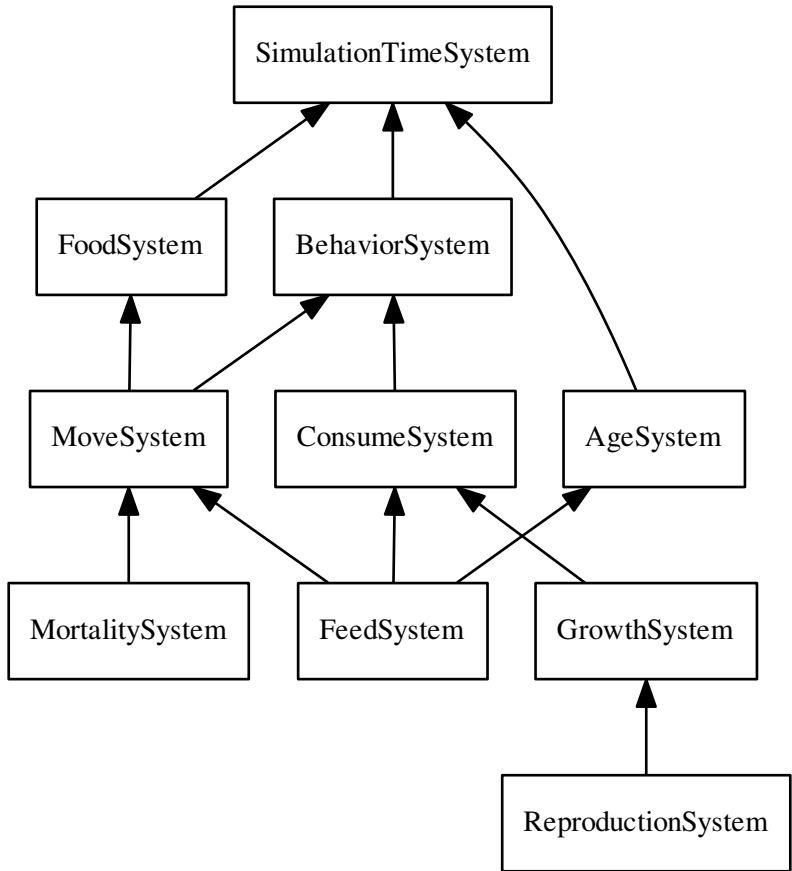 SimulationTimeSystem
FoodSystem
BehaviorSystem
MoveSystem
ConsumeSystem
AgeSystem
MortalitySystem
FeedSystem
GrowthSystem
ReproductionSystem